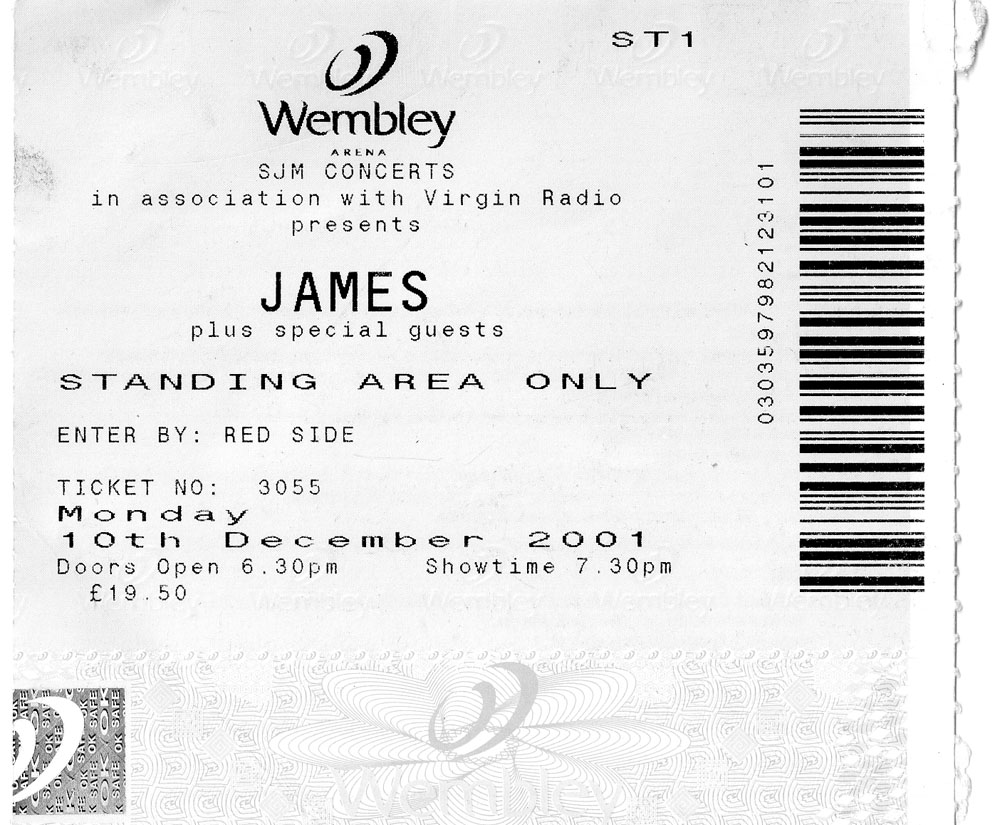 ST1
Wembley
ARENA
SJM CONCERTS
in association with Virgin Radio
presents
JAMES
plus special guests
STANDING AREA ONLY
ENTER BY: RED SIDE
TICKET NO: 3055
Monday
10th December 2001
Doors Open 6.30pm Showtime 7.30pm
£19.50
0303597982123101
Wembley